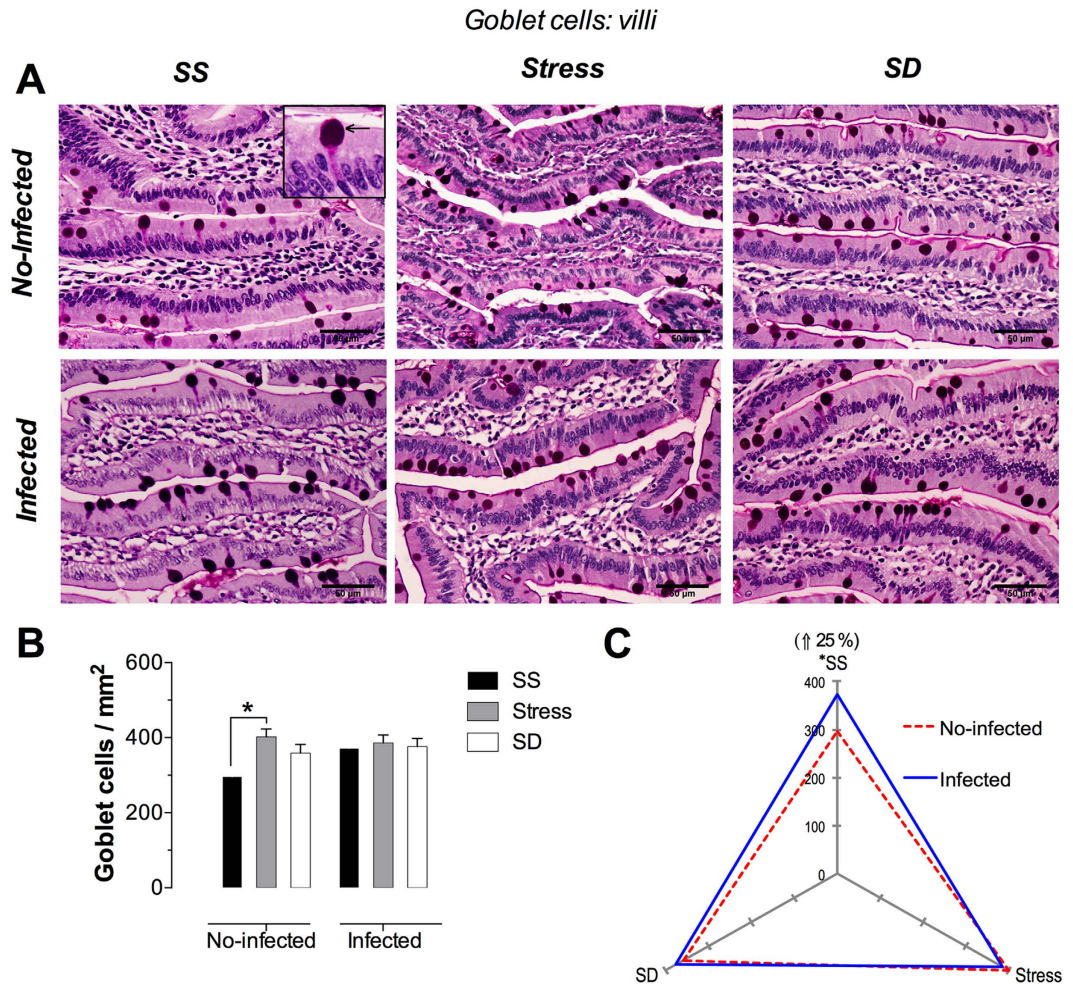 Goblet cells: villi
A
SS
Stress
SD
No-Infected
50 µm
50 µm
50 µm
Infected
50 µm
50 µm
50 µm
B
600
400
200
0
Goblet cells / mm²
*
SS
Stress
SD
No-infected
Infected
C
(⇑ 25 %)
*SS
400
300
200
100
0
No-infected
Infected
SD
Stress